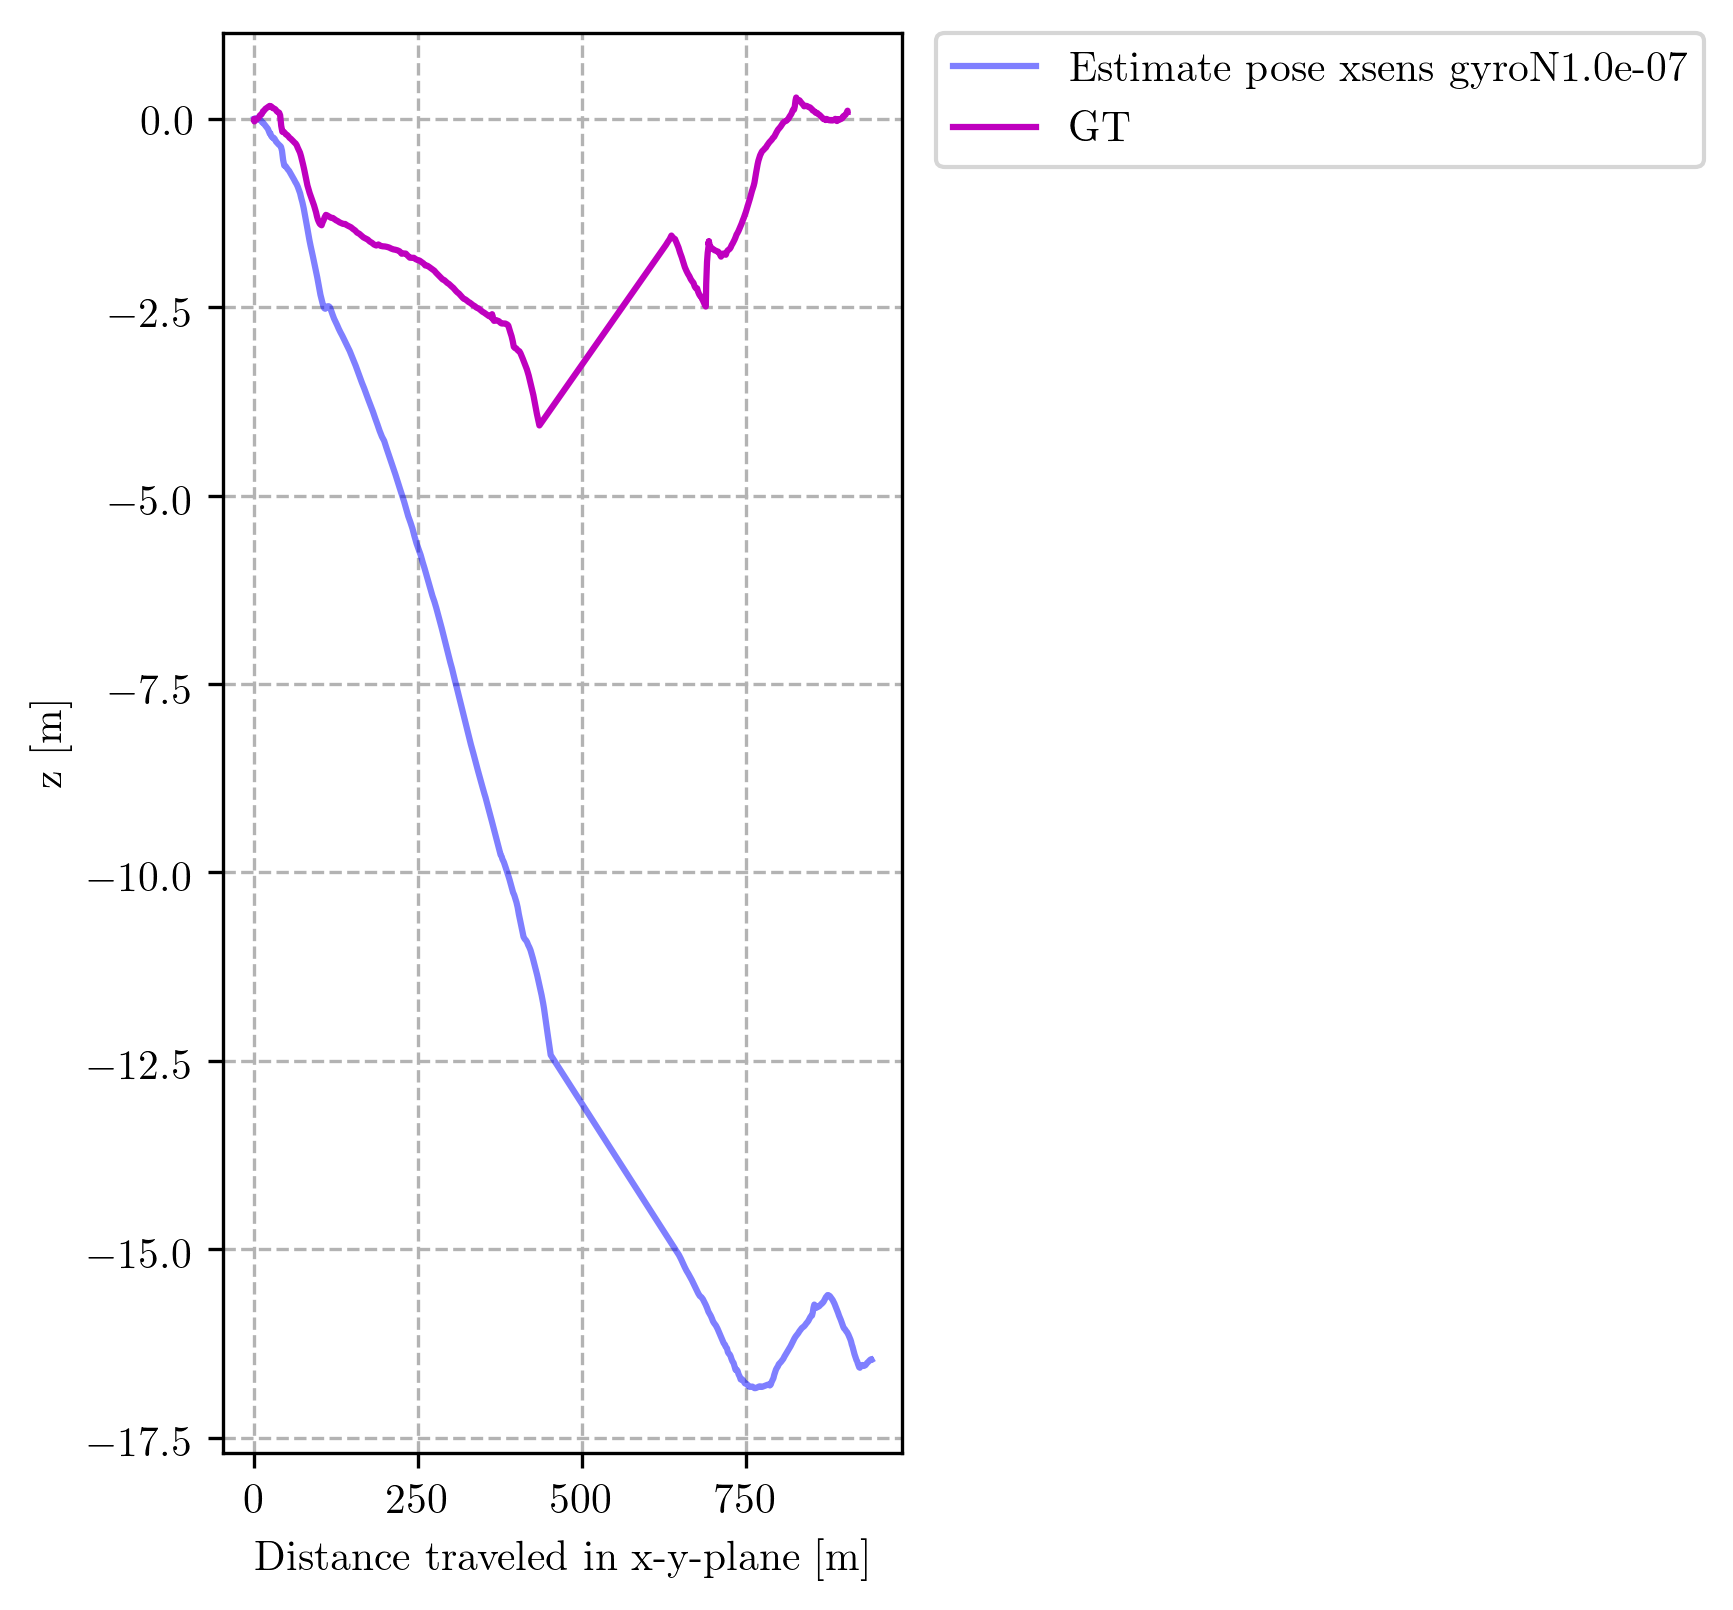 Estimate pose xsens gyroN1.0e-07
GT
0.0
−2.5
−5.0
−7.5
−10.0
−12.5
−15.0
−17.5
z [m]
0 250 500 750
Distance traveled in x-y-plane [m]